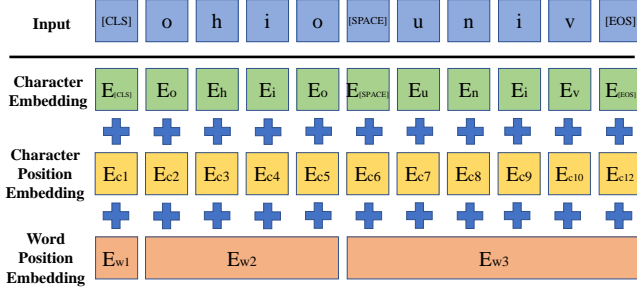 Input [CLS] o h i o [SPACE] u n i v [EOS]
Character
Embedding
E[CLS] Eo Eh Ei Eo E[SPACE] Eu En Ei Ev E[EOS]
Character
Position
Embedding
Ec1 Ec2 Ec3 Ec4 Ec5 Ec6 Ec7 Ec8 Ec9 Ec10 Ec12
Word
Position
Embedding
Ew1 Ew2 Ew3